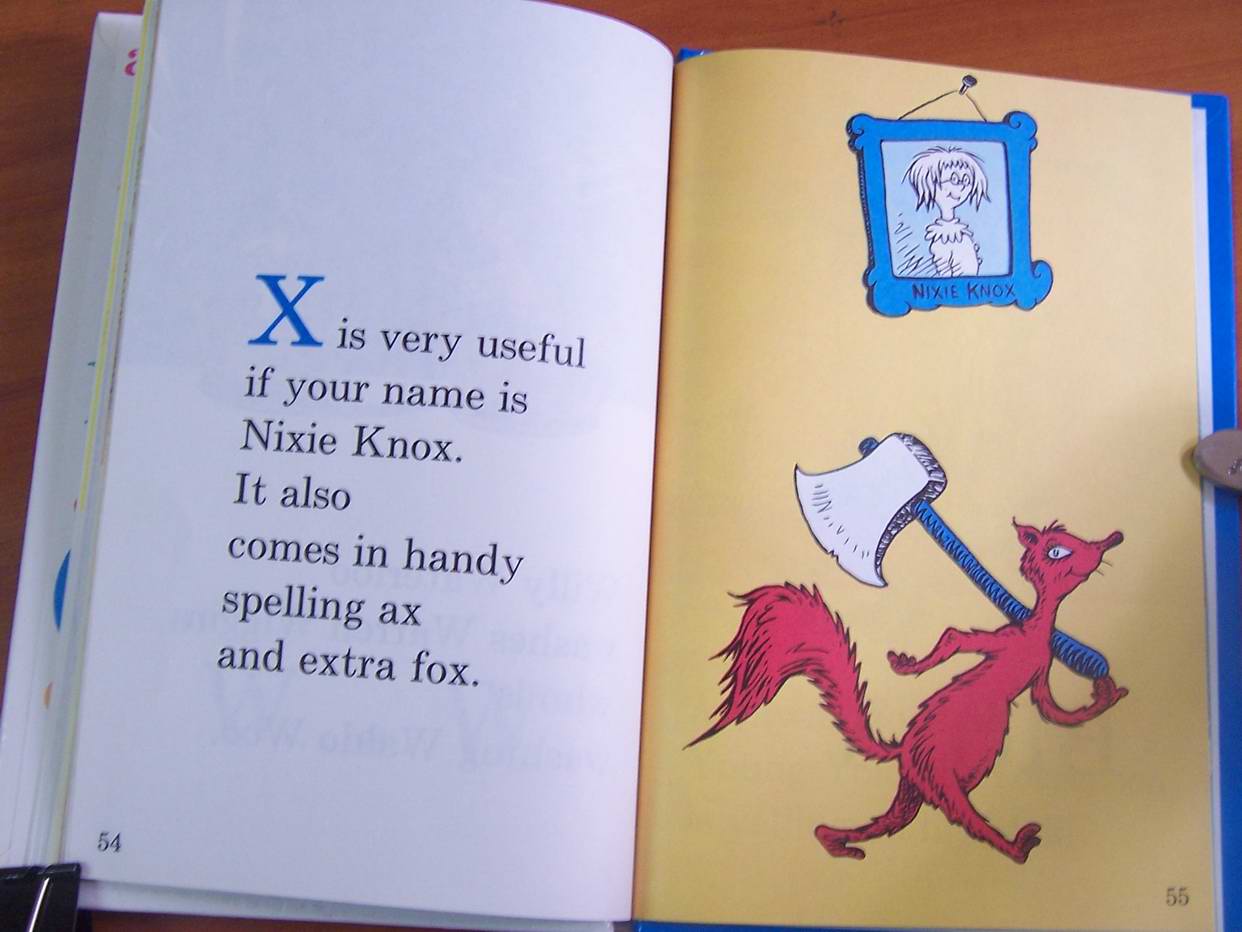 X is very useful
if your name is
Nixie Knox.
It also
comes in handy
spelling ax
and extra fox.
54
NIXIE KNOX
55